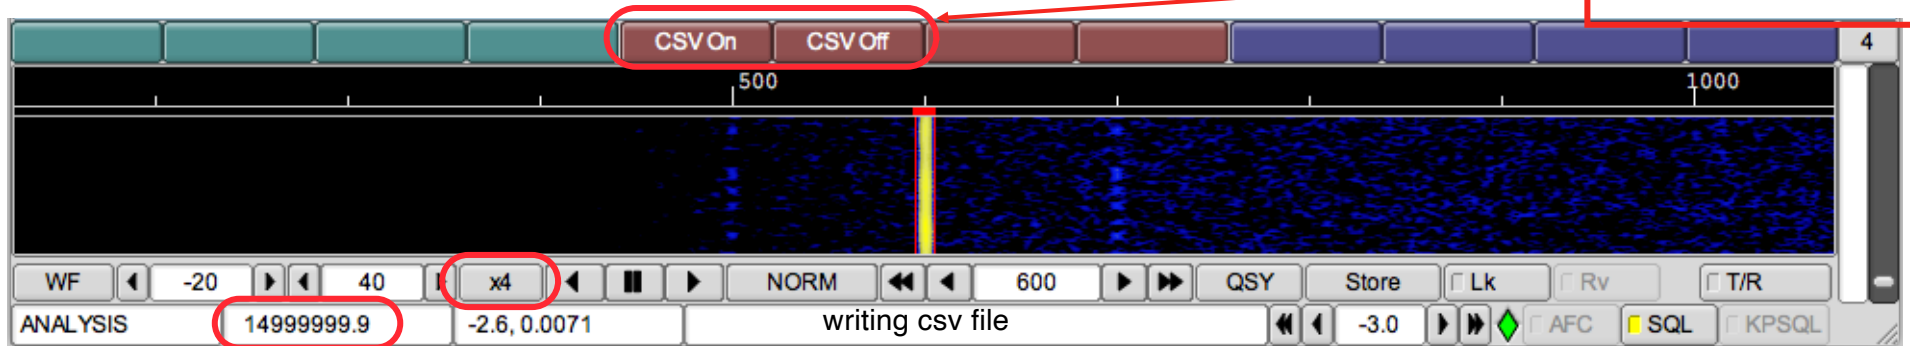 CSV On CSV Off 4
500 1000
WF -20 40 x4 NORM 600 QSY Store Lk Rv T/R
ANALYSIS 14999999.9 -2.6, 0.0071 writing csv file -3.0 AFC SQL KPSQL